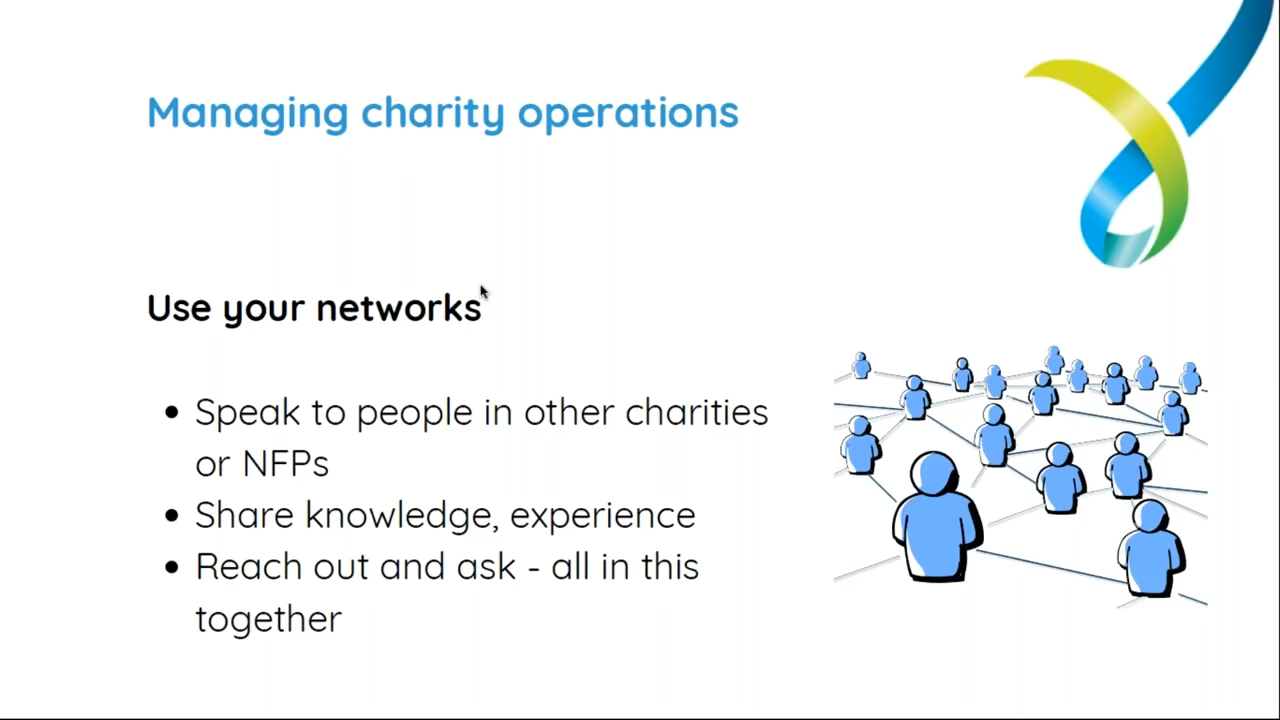 Managing charity operations
Use your networks
• Speak to people in other charities
or NFPs
• Share knowledge, experience
• Reach out and ask - all in this
together